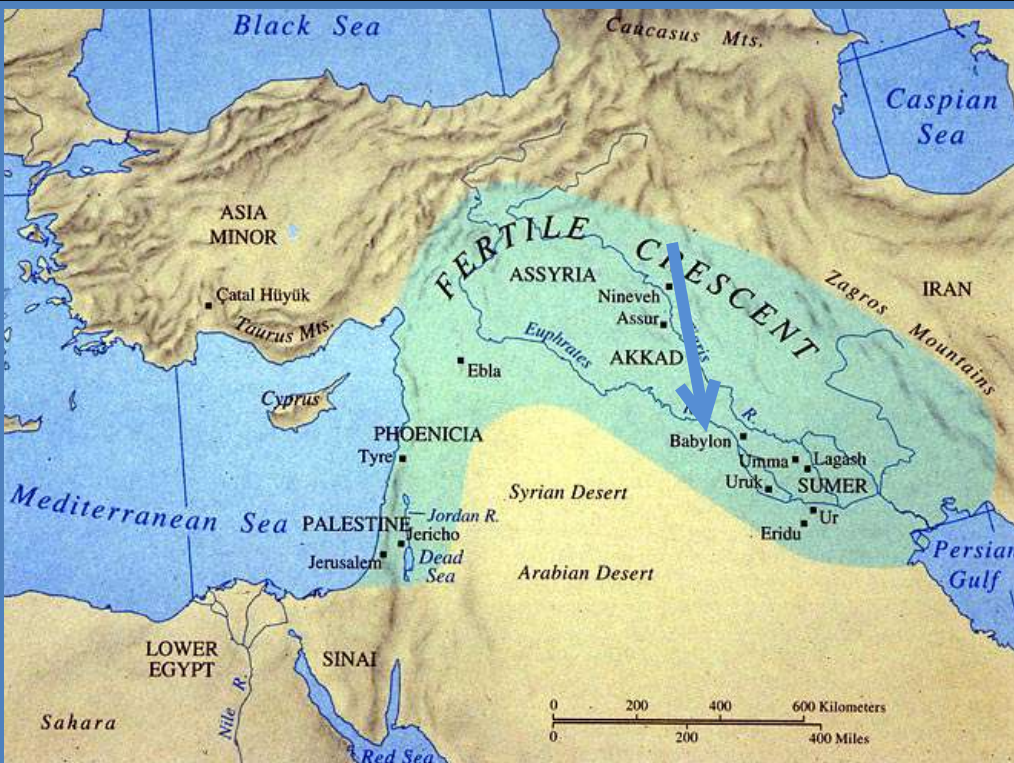 Black Sea
Caucasus Mts.
Caspian
Sea
ASIA
MINOR
FERTILE CRESCENT
ASSYRIA
Zagros Mountains
IRAN
Çatal Hüyük
Nineveh
Assur
Taurus Mts.
Euphrates
AKKAD
Ebla
R.
Cyprus
PHOENICIA
Babylon
Tyre
Umma
Lagash
Uruk
SUMER
Mediterranean Sea
Syrian Desert
PALESTINE
Jordan R.
Ur
Jericho
Eridu
Jerusalem
Dead
Sea
Persian
Gulf
Arabian Desert
LOWER
EGYPT
SINAI
Nile R.
Sahara
0 200 400 600 Kilometers
0 200 400 Miles
Red Sea